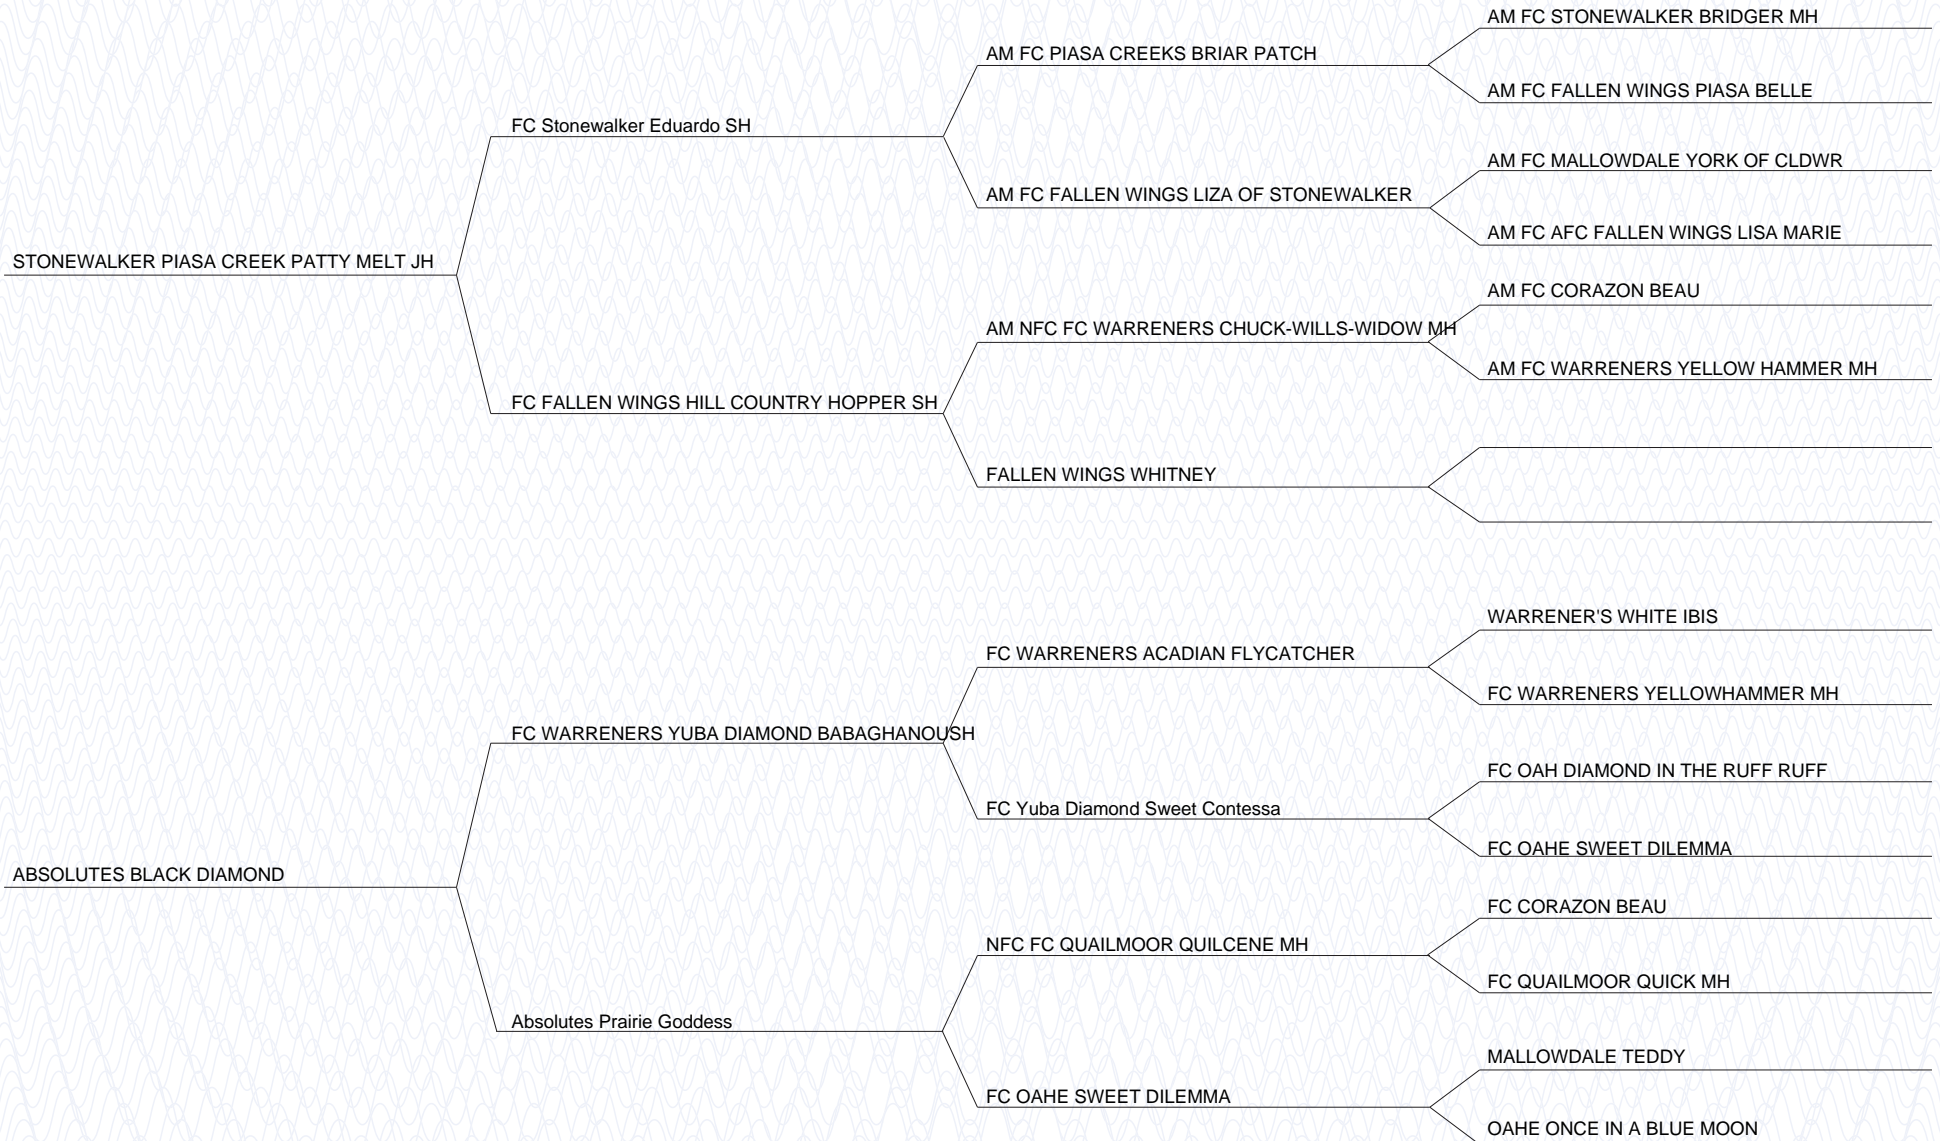 AM FC STONEWALKER BRIDGER MH
AM FC PIASA CREEKS BRIAR PATCH
AM FC FALLEN WINGS PIASA BELLE
FC Stonewalker Eduardo SH
AM FC MALLOWDALE YORK OF CLDWR
AM FC FALLEN WINGS LIZA OF STONEWALKER
AM FC AFC FALLEN WINGS LISA MARIE
STONEWALKER PIASA CREEK PATTY MELT JH
AM FC CORAZON BEAU
AM NFC FC WARRENERS CHUCK-WILLS-WIDOW MH
AM FC WARRENERS YELLOW HAMMER MH
FC FALLEN WINGS HILL COUNTRY HOPPER SH
FALLEN WINGS WHITNEY
WARRENER'S WHITE IBIS
FC WARRENERS ACADIAN FLYCATCHER
FC WARRENERS YELLOWHAMMER MH
FC WARRENERS YUBA DIAMOND BABAGHANOUSH
FC OAH DIAMOND IN THE RUFF RUFF
FC Yuba Diamond Sweet Contessa
FC OAHE SWEET DILEMMA
ABSOLUTES BLACK DIAMOND
FC CORAZON BEAU
NFC FC QUAILMOOR QUILCENE MH
FC QUAILMOOR QUICK MH
Absolutes Prairie Goddess
MALLOWDALE TEDDY
FC OAHE SWEET DILEMMA
OAHE ONCE IN A BLUE MOON